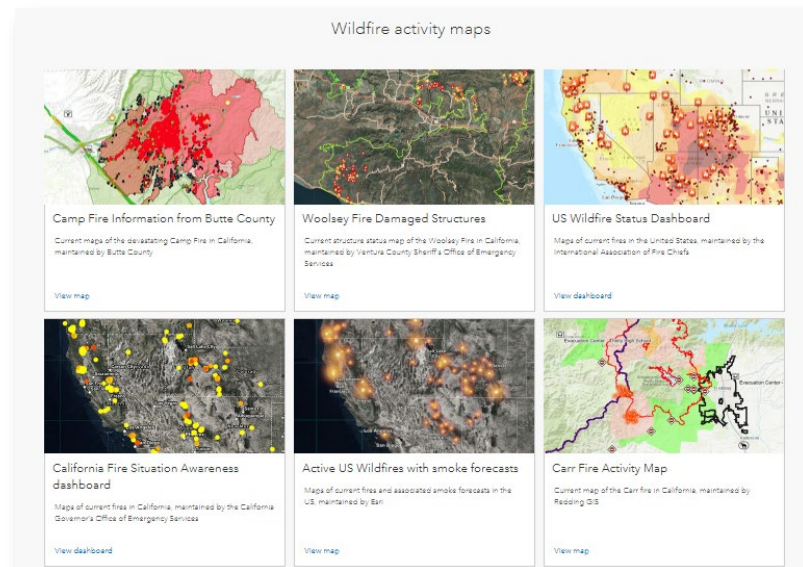 Wildfire activity maps
Camp Fire Information from Butte County
Current maps of the devastating Camp Fire in California,
maintained by Butte County
View map
Woolsey Fire Damaged Structures
Current structure status map of the Woolsey Fire in California,
maintained by Ventura County Sheriff's Office of Emergency
Services
View map
US Wildfire Status Dashboard
Maps of current fires in the United States, maintained by the
International Association of Fire Chiefs
View dashboard
California Fire Situation Awareness
dashboard
Maps of current fires in California, maintained by the California
Governor's Office of Emergency Services
View dashboard
Active US Wildfires with smoke forecasts
Maps of current fires and associated smoke forecasts in the
US, maintained by Esri
View map
Evacuation Center
Evacuation Center
Carr Fire Activity Map
Current map of the Carr fire in California, maintained by
Redding GIS
View map